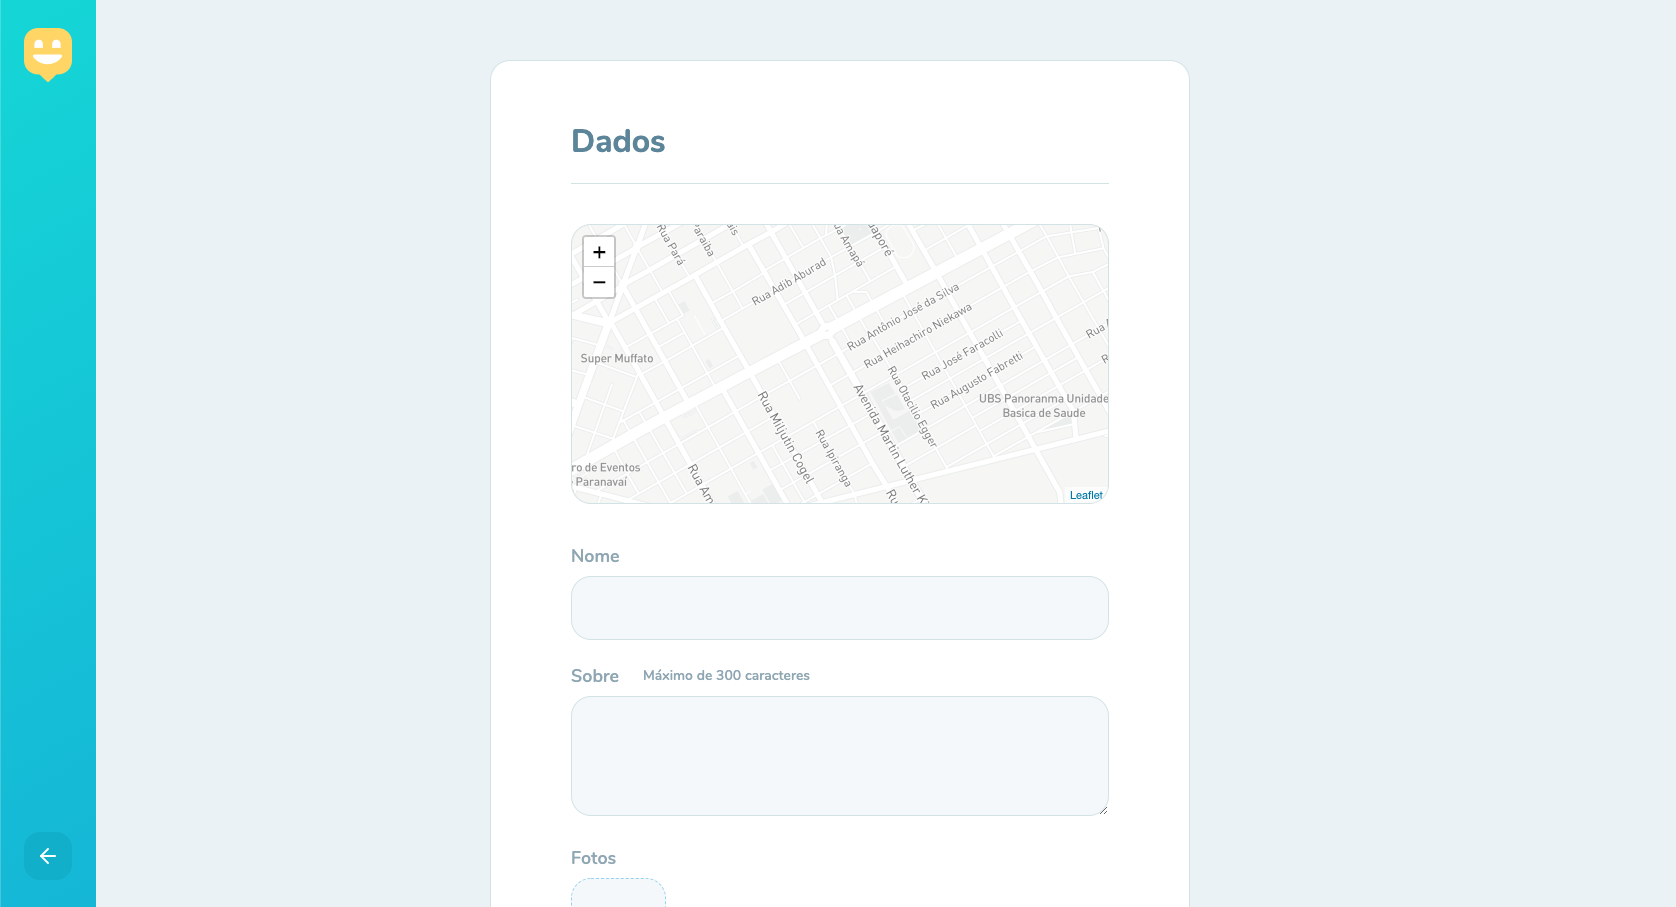 Dados
+
−
Rua Pará
Rua Adib Aburad
Rua Amapá
Rua Antônio José da Silva
Rua Heihachiro Niekawa
Rua José Faracolli
Rua Augusto Fabretti
Rua Otacílio Egger
Super Muffato
UBS Panoranma Unidade
Basica de Saude
Rua Miljutin Cogel
Avenida Martin Luther K
Rua Ipiranga
ro de Eventos
Paranavaí
Rua Am
Leaflet
Nome
Sobre Máximo de 300 caracteres
Fotos